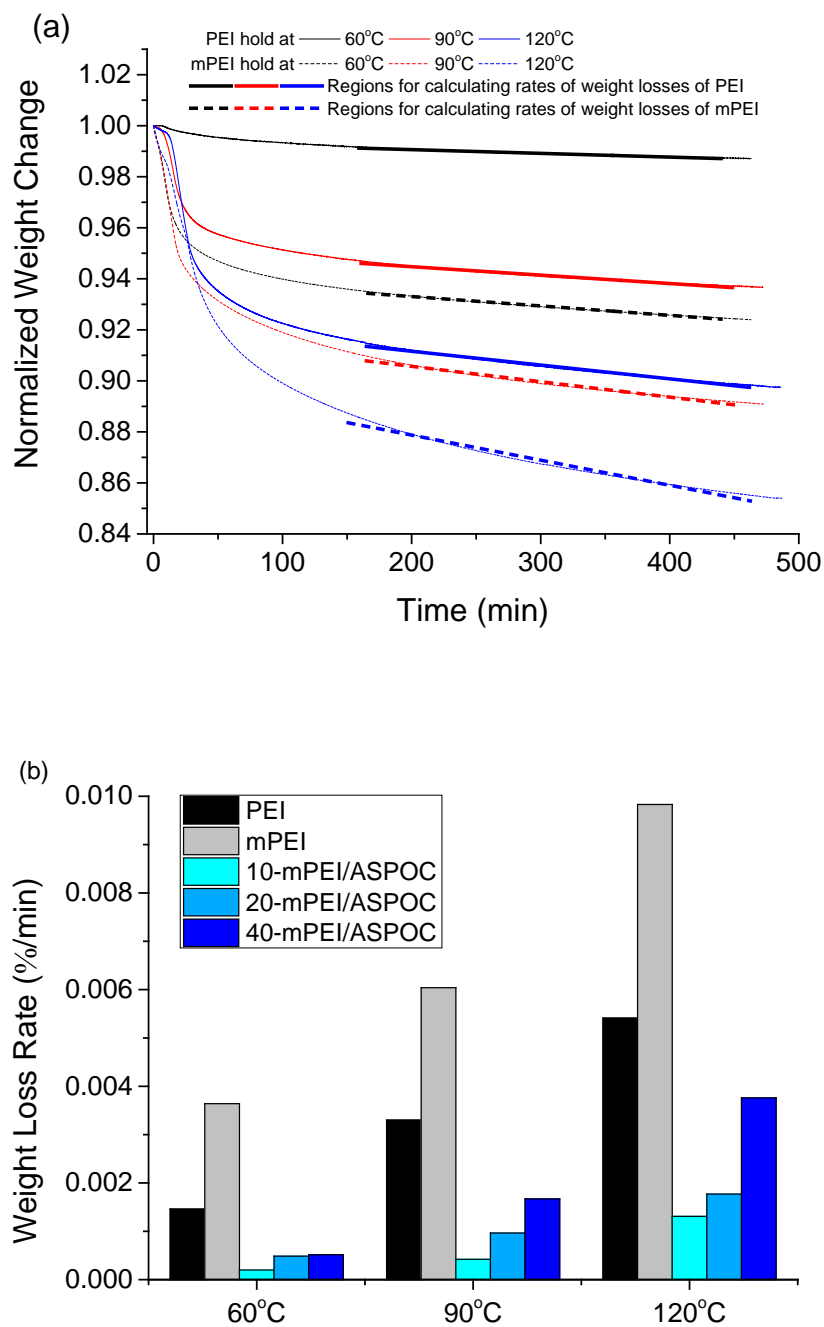 (a)
PEI hold at 60°C 90°C 120°C
mPEI hold at 60°C 90°C 120°C
Regions for calculating rates of weight losses of PEI
Regions for calculating rates of weight losses of mPEI
Normalized Weight Change
1.02
1.00
0.98
0.96
0.94
0.92
0.90
0.88
0.86
0.84
0 100 200 300 400 500
Time (min)
(b)
Weight Loss Rate (%/min)
0.010
0.008
0.006
0.004
0.002
0.000
PEI
mPEI
10-mPEI/ASPOC
20-mPEI/ASPOC
40-mPEI/ASPOC
60°C 90°C 120°C